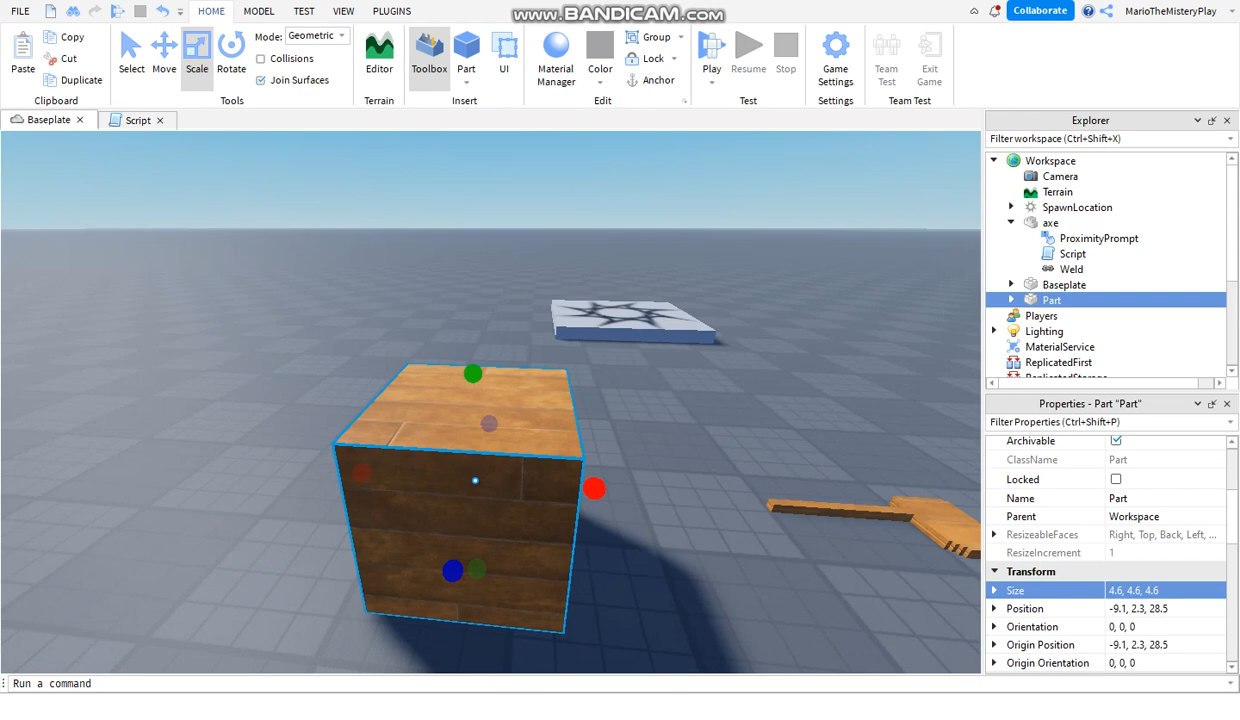 FILE HOME MODEL TEST VIEW PLUGINS www.BANDICAM.com Collaborate MarioTheMisteryPlay
Paste Copy Cut Duplicate Select Move Scale Rotate Mode: Geometric Collisions Join Surfaces Editor Toolbox Part UI Material Manager Color Group Lock Anchor Play Resume Stop Game Settings Team Test Exit Game
Clipboard Tools Terrain Insert Edit Test Settings Team Test
Baseplate Script
Explorer
Filter workspace (Ctrl+Shift+X)
Workspace
Camera
Terrain
SpawnLocation
axe
ProximityPrompt
Script
Weld
Baseplate
Part
Players
Lighting
MaterialService
ReplicatedFirst
ReplicatedStorage
Properties - Part "Part"
Filter Properties (Ctrl+Shift+P)
Archivable
ClassName Part
Locked
Name Part
Parent Workspace
ResizeableFaces Right, Top, Back, Left, ...
ResizeIncrement 1
Transform
Size 4.6, 4.6, 4.6
Position -9.1, 2.3, 28.5
Orientation 0, 0, 0
Origin Position -9.1, 2.3, 28.5
Origin Orientation 0, 0, 0
Run a command